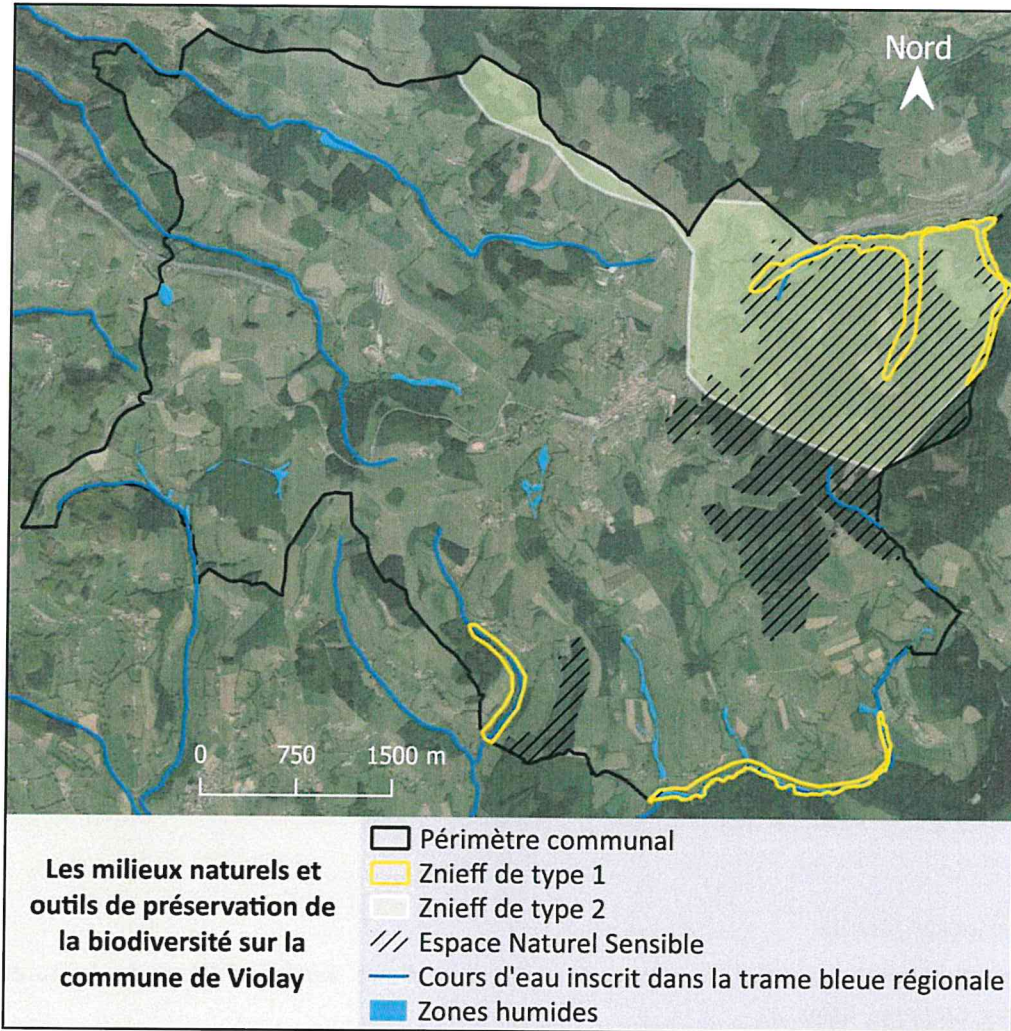 Nord
0 750 1500 m
Les milieux naturels et
outils de préservation de
la biodiversité sur la
commune de Violay
Périmètre communal
Znieff de type 1
Znieff de type 2
Espace Naturel Sensible
Cours d'eau inscrit dans la trame bleue régionale
Zones humides